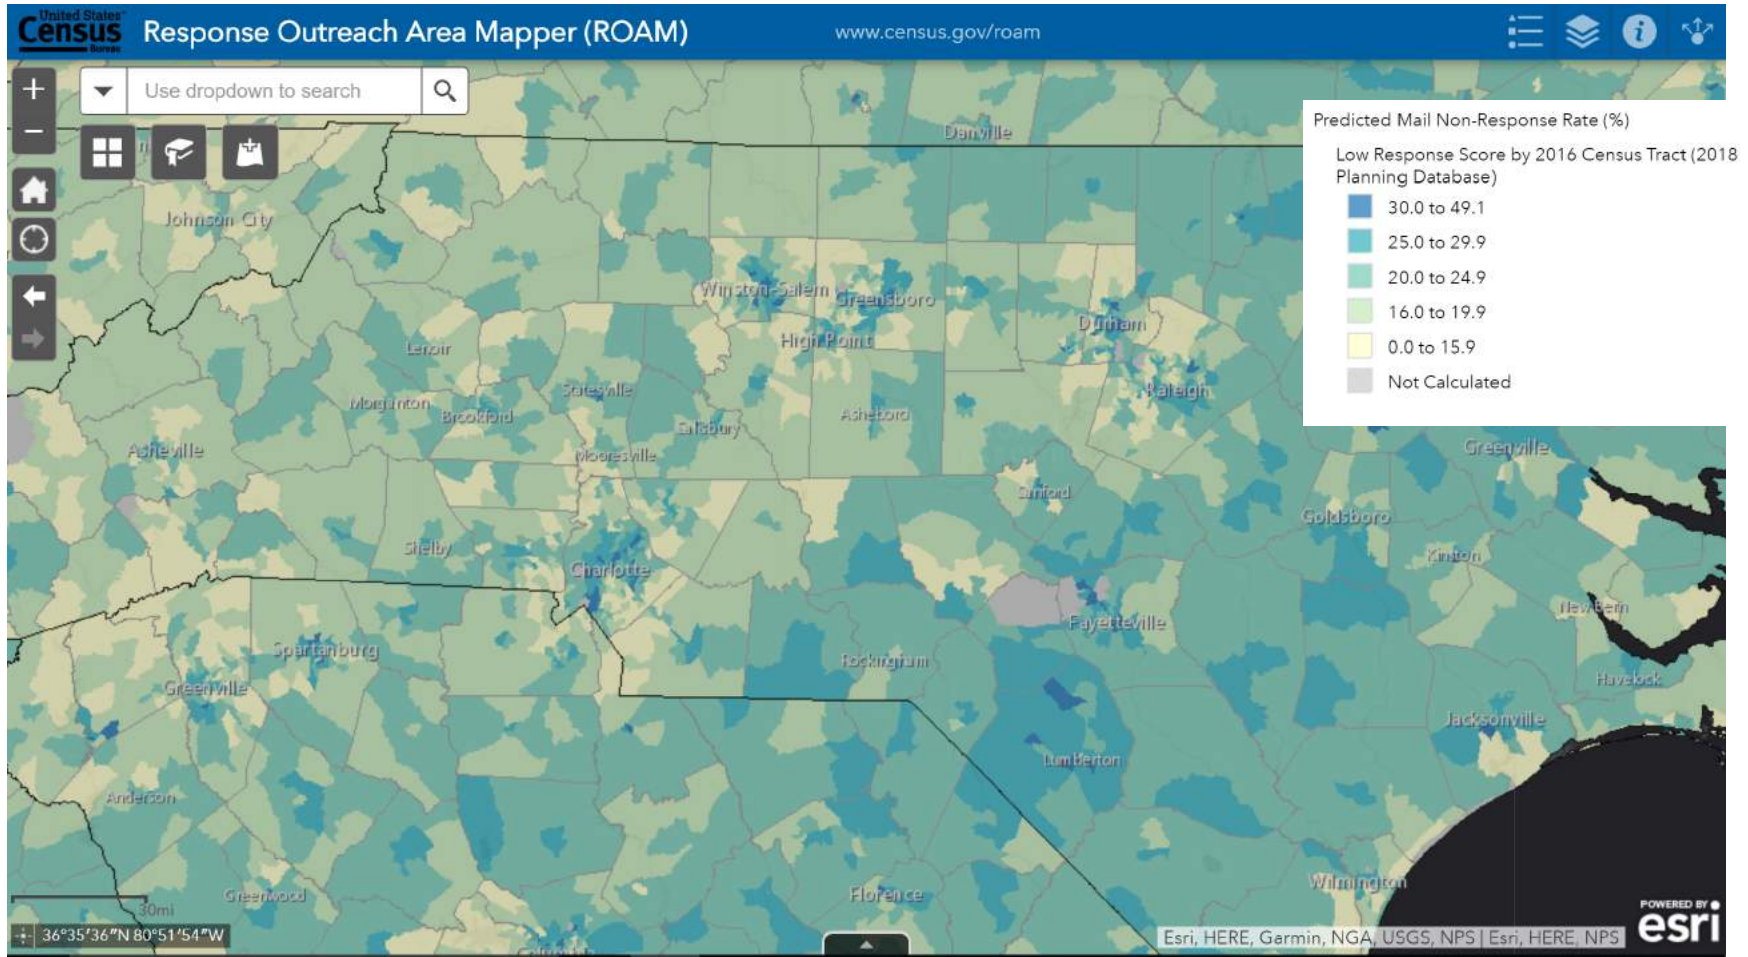 United States
Census
Bureau
Response Outreach Area Mapper (ROAM)
www.census.gov/roam
+
Use dropdown to search
−
Predicted Mail Non-Response Rate (%)
Low Response Score by 2016 Census Tract (2018
Planning Database)
30.0 to 49.1
25.0 to 29.9
20.0 to 24.9
16.0 to 19.9
0.0 to 15.9
Not Calculated
Danville
Johnson City
Winston-Salem
Greensboro
Durham
High Point
Lenoir
Statesville
Raleigh
Morganton
Brookford
Asheboro
Salisbury
Asheville
Mooresville
Greenville
Sanford
Goldsboro
Shelby
Kinston
Charlotte
New Bern
Fayetteville
Spartanburg
Rockingham
Greenville
Havelock
Jacksonville
Lumberton
Anderson
Wilmington
Greenwood
Florence
30mi
Columbia
36°35′36″N 80°51′54″W
Esri, HERE, Garmin, NGA, USGS, NPS | Esri, HERE, NPS
POWERED BY
esri